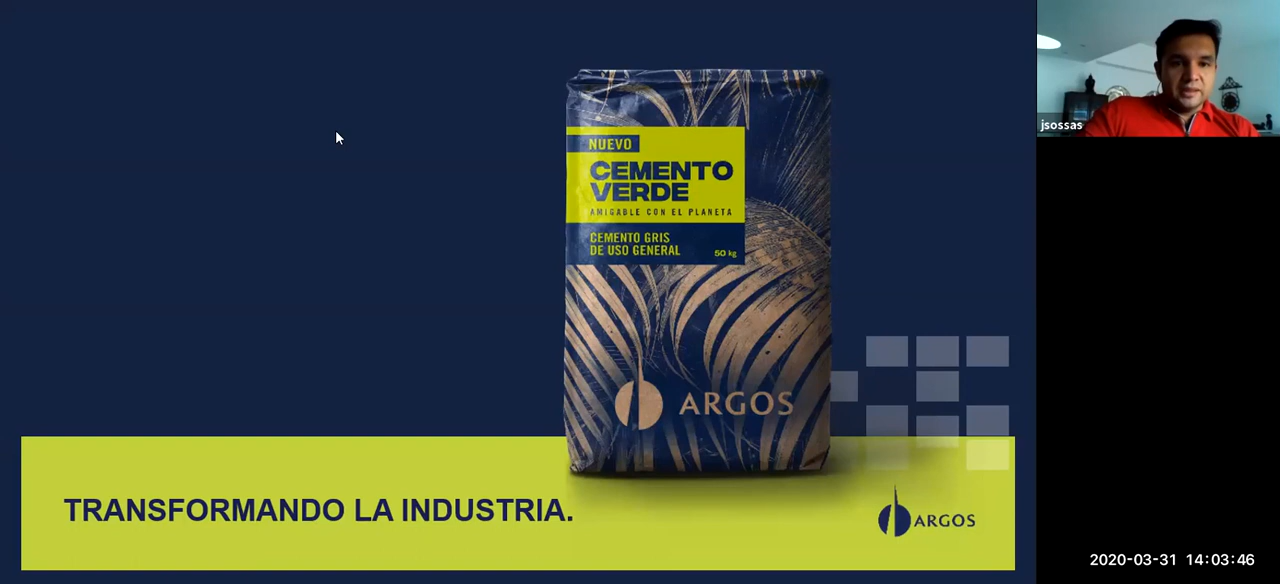 NUEVO
CEMENTO
VERDE
AMIGABLE CON EL PLANETA
CEMENTO GRIS
DE USO GENERAL
50 kg
ARGOS
TRANSFORMANDO LA INDUSTRIA.
ARGOS
jsossas
2020-03-31 14:03:46